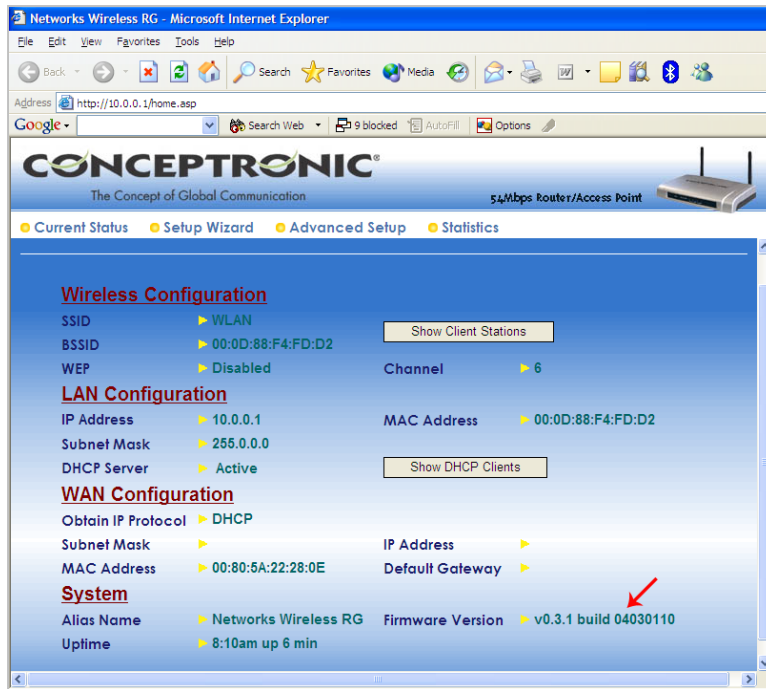 Networks Wireless RG - Microsoft Internet Explorer
File Edit View Favorites Tools Help
Back Search Favorites Media W
Address http://10.0.0.1/home.asp
Google Search Web 9 blocked AutoFill Options
CONCEPTRONIC®
The Concept of Global Communication
54Mbps Router/Access Point
Current Status Setup Wizard Advanced Setup Statistics
Wireless Configuration
SSID WLAN Show Client Stations
BSSID 00:0D:88:F4:FD:D2
WEP Disabled Channel 6
LAN Configuration
IP Address 10.0.0.1 MAC Address 00:0D:88:F4:FD:D2
Subnet Mask 255.0.0.0
DHCP Server Active Show DHCP Clients
WAN Configuration
Obtain IP Protocol DHCP
Subnet Mask IP Address
MAC Address 00:80:5A:22:28:0E Default Gateway
System
Alias Name Networks Wireless RG Firmware Version v0.3.1 build 04030110
Uptime 8:10am up 6 min